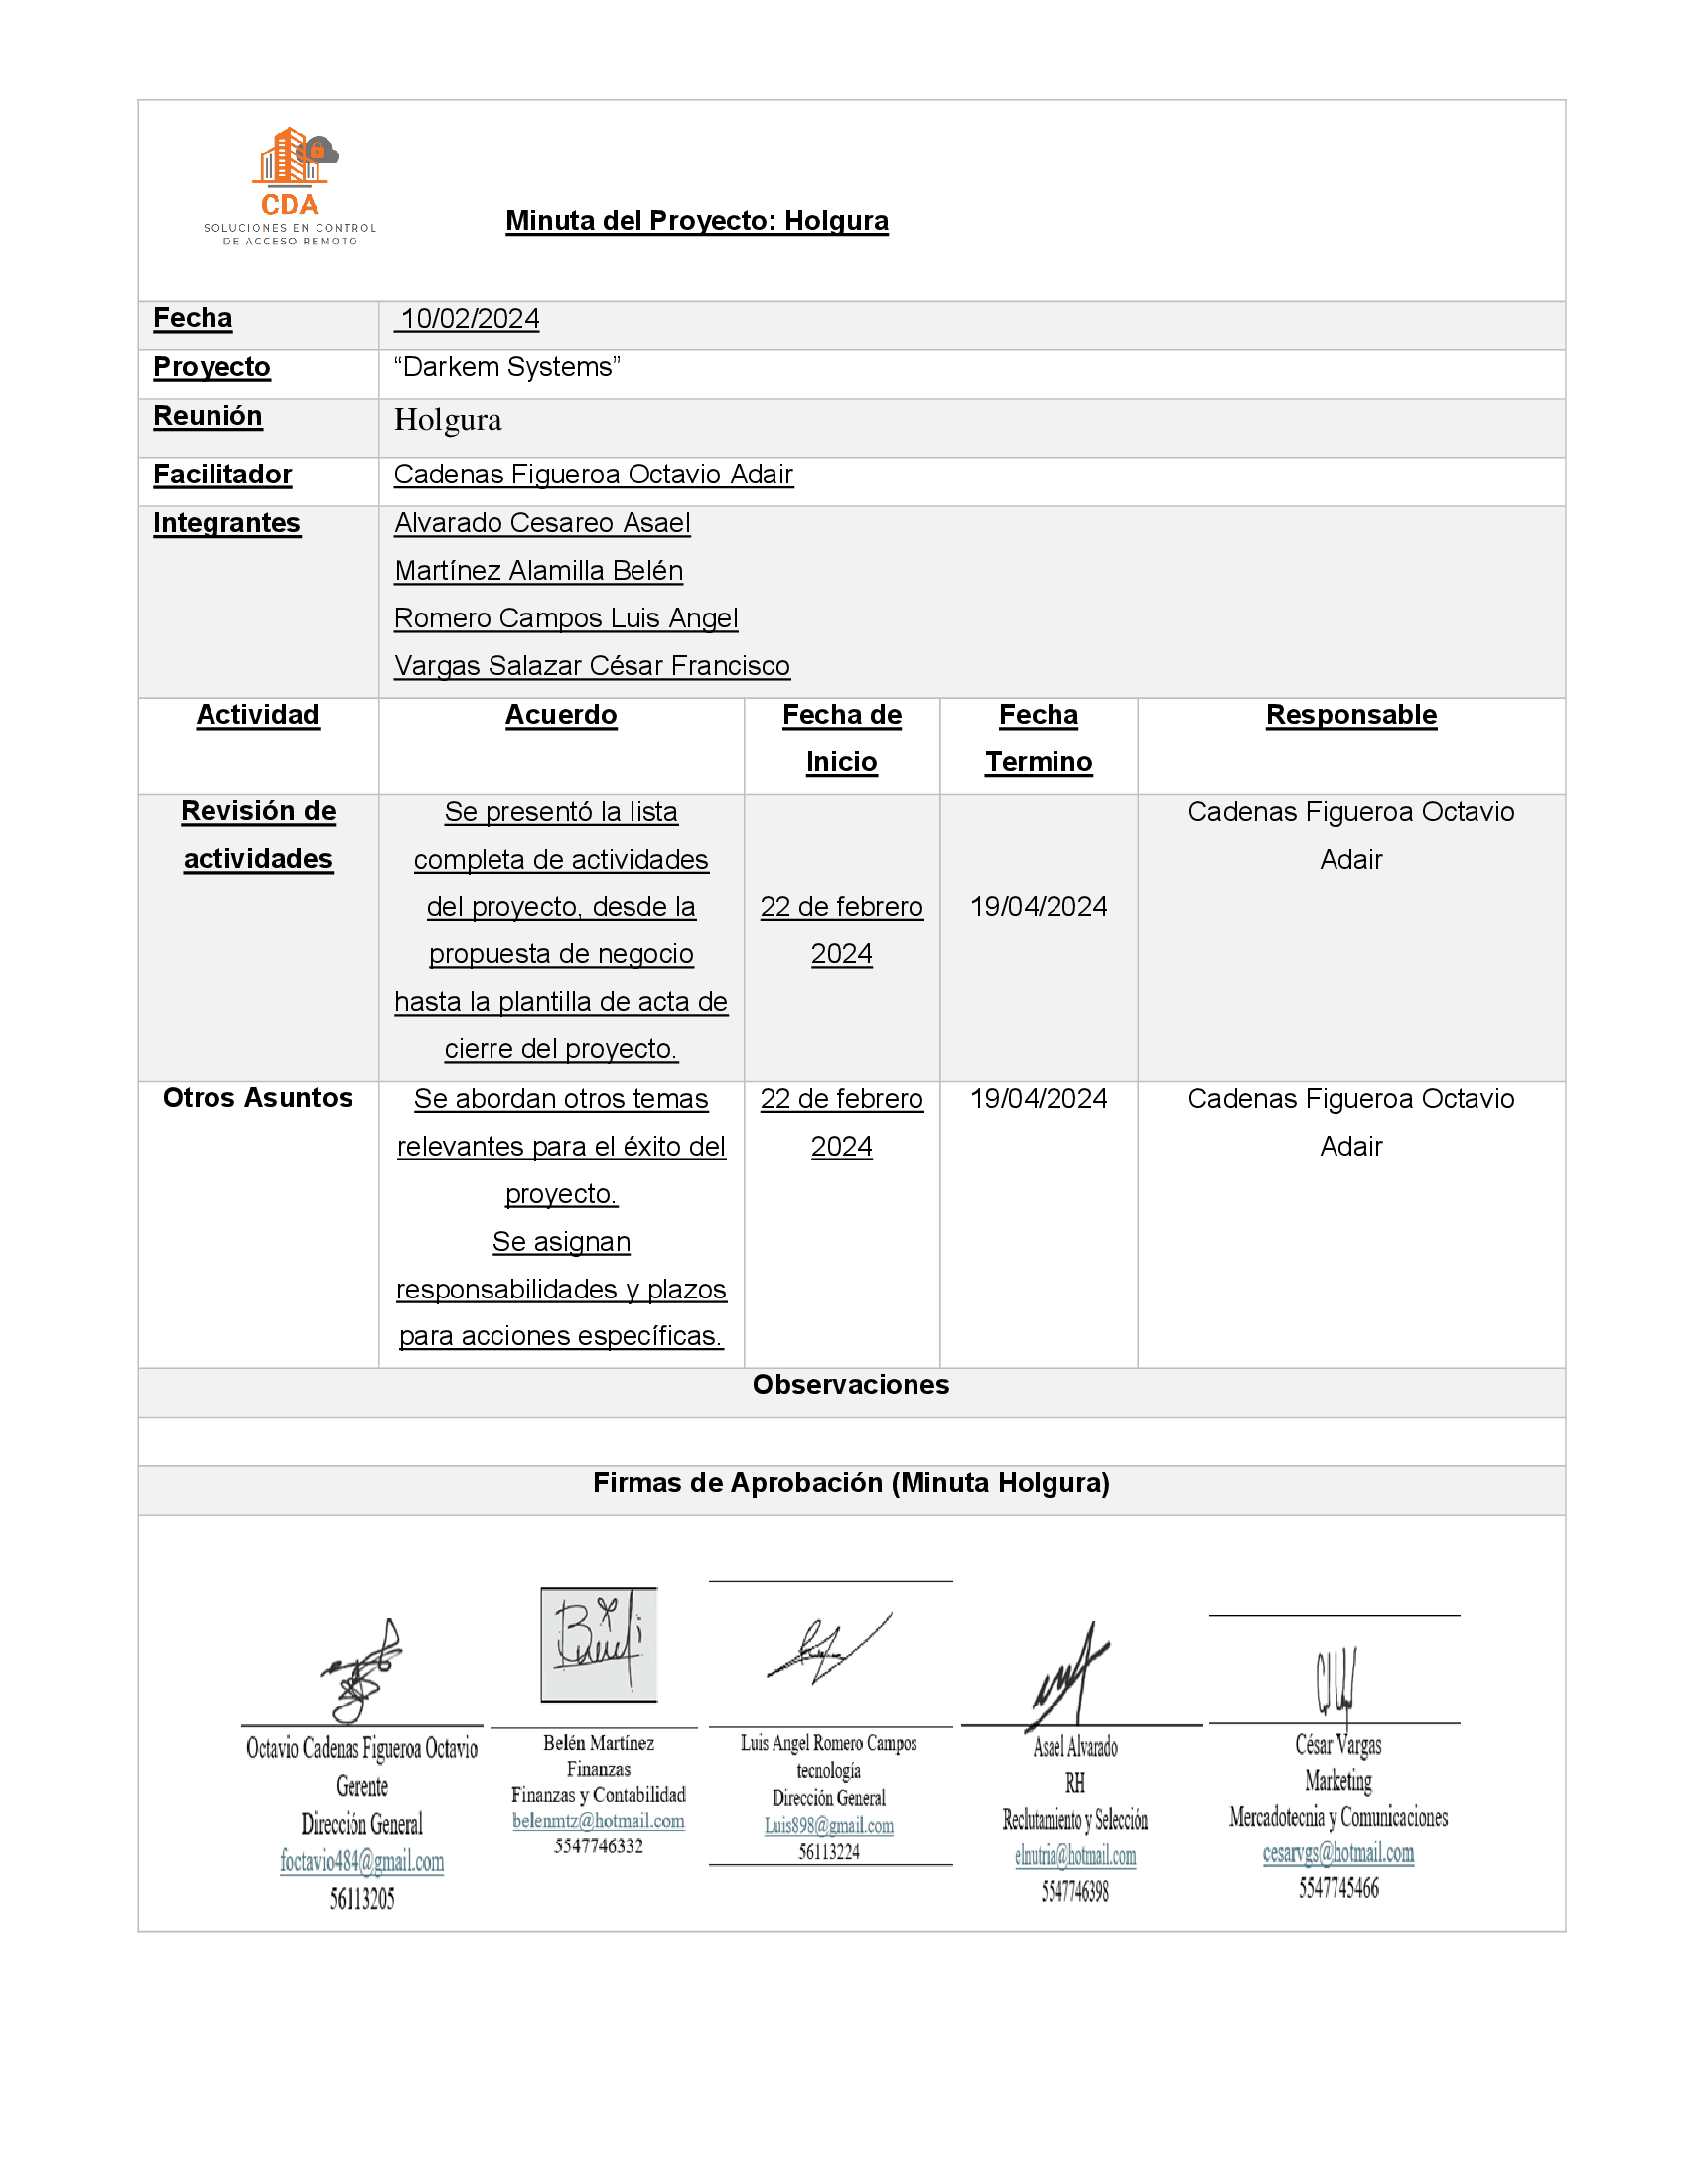 CDA
SOLUCIONES EN CONTROL
DE ACCESO REMOTO
Minuta del Proyecto: Holgura
Fecha 10/02/2024
Proyecto “Darkem Systems”
Reunión Holgura
Facilitador Cadenas Figueroa Octavio Adair
Integrantes Alvarado Cesareo Asael
Martínez Alamilla Belén
Romero Campos Luis Angel
Vargas Salazar César Francisco
Actividad Acuerdo Fecha de Inicio Fecha Termino Responsable
Revisión de
actividades
Se presentó la lista
completa de actividades
del proyecto, desde la
propuesta de negocio
hasta la plantilla de acta de
cierre del proyecto.
22 de febrero
2024
19/04/2024
Cadenas Figueroa Octavio
Adair
Otros Asuntos
Se abordan otros temas
relevantes para el éxito del
proyecto.
Se asignan
responsabilidades y plazos
para acciones específicas.
22 de febrero
2024
19/04/2024
Cadenas Figueroa Octavio
Adair
Observaciones
Firmas de Aprobación (Minuta Holgura)
Octavio Cadenas Figueroa Octavio
Gerente
Dirección General
foctavio484@gmail.com
56113205
Belén Martínez
Finanzas
Finanzas y Contabilidad
belenmtz@hotmail.com
5547746332
Luis Angel Romero Campos
tecnología
Dirección General
Luis898@gmail.com
56113224
Asael Alvarado
RH
Reclutamiento y Selección
elnutria@hotmail.com
5547746398
César Vargas
Marketing
Mercadotecnia y Comunicaciones
cesarvgs@hotmail.com
5547745466